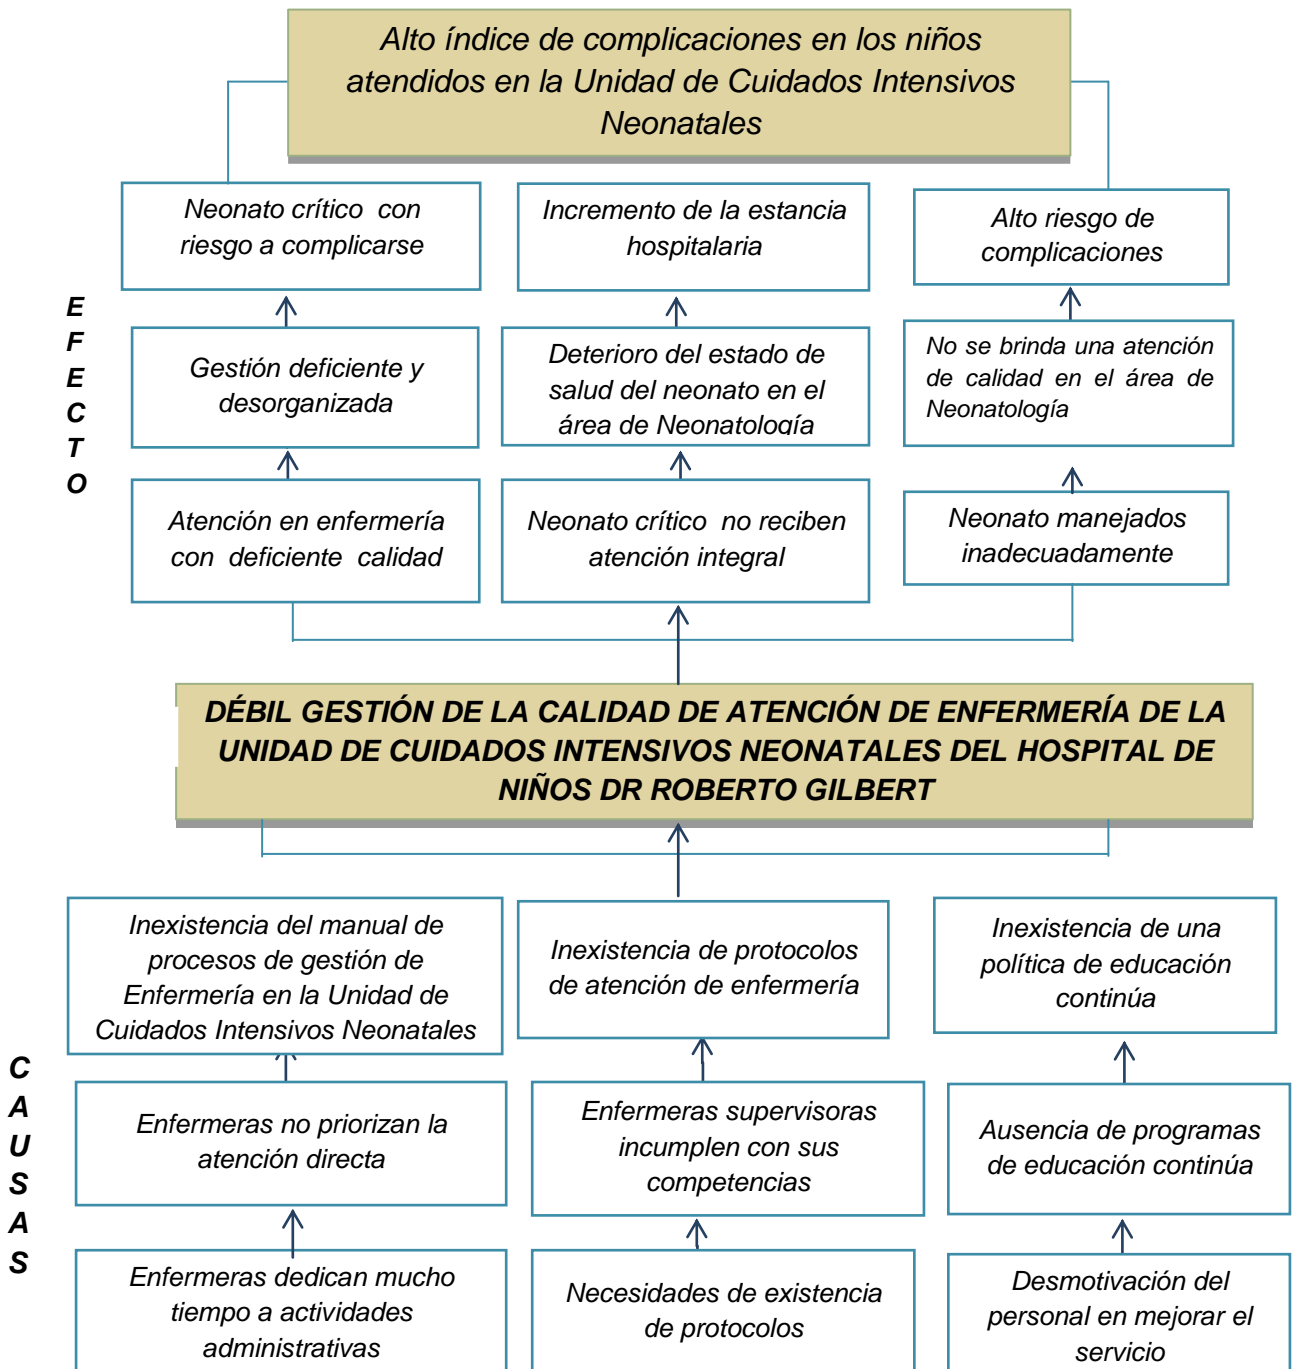 Alto índice de complicaciones en los niños
atendidos en la Unidad de Cuidados Intensivos
Neonatales
Neonato crítico con
riesgo a complicarse
Incremento de la estancia
hospitalaria
Alto riesgo de
complicaciones
E
F
E
C
T
O
Gestión deficiente y
desorganizada
Deterioro del estado de
salud del neonato en el
área de Neonatología
No se brinda una atención
de calidad en el área de
Neonatología
Atención en enfermería
con deficiente calidad
Neonato crítico no reciben
atención integral
Neonato manejados
inadecuadamente
DÉBIL GESTIÓN DE LA CALIDAD DE ATENCIÓN DE ENFERMERÍA DE LA
UNIDAD DE CUIDADOS INTENSIVOS NEONATALES DEL HOSPITAL DE
NIÑOS DR ROBERTO GILBERT
Inexistencia del manual de
procesos de gestión de
Enfermería en la Unidad de
Cuidados Intensivos Neonatales
Inexistencia de protocolos
de atención de enfermería
Inexistencia de una
política de educación
continúa
C
A
U
S
A
S
Enfermeras no priorizan la
atención directa
Enfermeras supervisoras
incumplen con sus
competencias
Ausencia de programas
de educación continúa
Enfermeras dedican mucho
tiempo a actividades
administrativas
Necesidades de existencia
de protocolos
Desmotivación del
personal en mejorar el
servicio